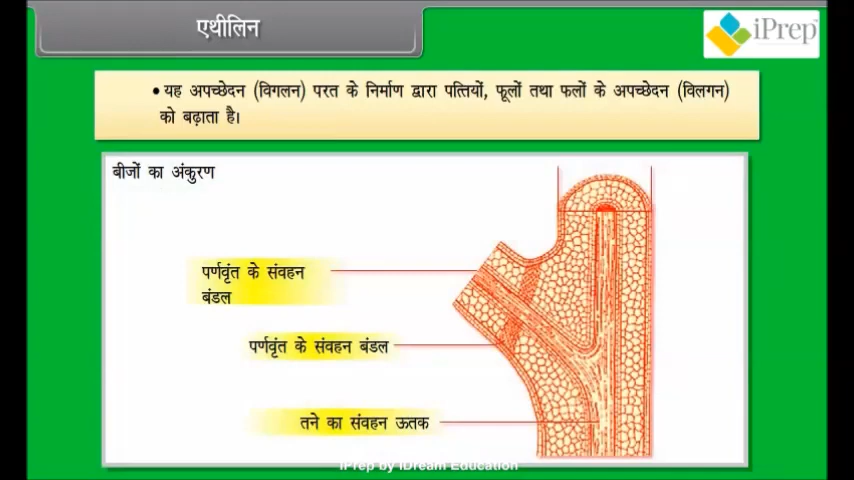 एथीलिन
iPrep
• यह अपच्छेदन (विगलन) परत के निर्माण द्वारा पत्तियों, फूलों तथा फलों के अपच्छेदन (विलगन)
को बढ़ाता है।
बीजों का अंकुरण
पर्णवृंत के संवहन
बंडल
पर्णवृंत के संवहन बंडल
तने का संवहन ऊतक
iPrep by iDream Education